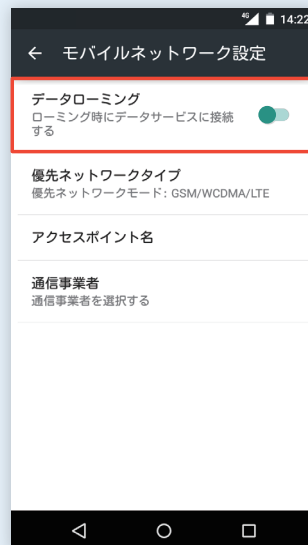 4G 14:22
モバイルネットワーク設定
データローミング
ローミング時にデータサービスに接続
する
優先ネットワークタイプ
優先ネットワークモード: GSM/WCDMA/LTE
アクセスポイント名
通信事業者
通信事業者を選択する